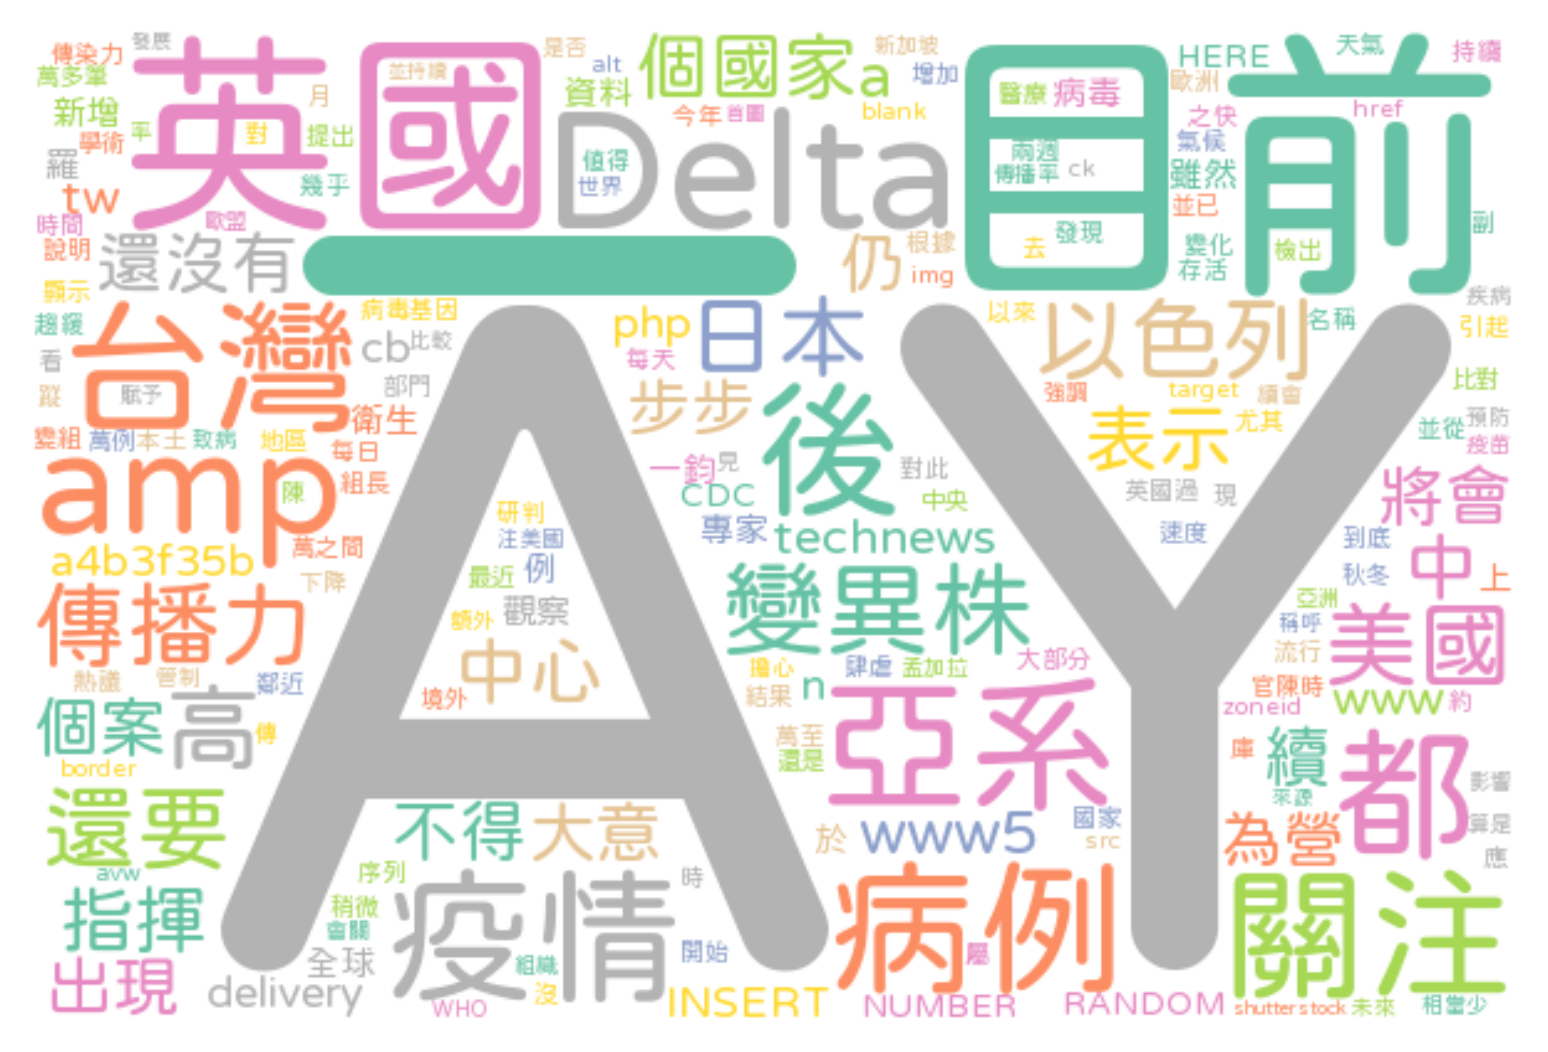 傳染力
發展
萬多筆
新增
學術
羅
tw
時間
說明
顯示
趨緩
看
英國
率
對
提出
月
幾乎
歐盟
並持續
還沒有
一
是否
alt
資料
個國家
a
新加坡
增加
今年
首圖
blank
Delta
值得
世界
仍
根據
img
目前
醫療
病毒
兩週
傳播率
ck
去
發現
HERE
天氣
持續
歐洲
之快
href
氣候
雖然
並已
變化
存活
檢出
副
疾病
台灣
病毒基因
cb
比較
部門
賦予
蹤
衛生
變組
萬例
本土
致病
地區
每日
amp
陳
組長
萬之間
a4b3f35b
下降
傳播力
熱議
管制
鄰近
個案
高
傳
border
還要
avw
指揮
出現
delivery
AY
php
日本
每天
步步
後
一鈞
見
CDC
對此
中央
專家
technews
變異株
研判
注美國
例
最近
觀察
額外
中心
境外
擔心
肆虐
孟加拉
大部分
結果
n
萬至
還是
亞系
以來
以色列
名稱
引起
強調
target
續會
尤其
比對
表示
並從
預防
疫苗
英國過
現
將會
速度
到底
秋冬
中
上
亞洲
稱呼
流行
美國
官陳時
zoneid
www
約
庫
續
來源
都
影響
算是
應
為營
關注
不得
大意
於
www5
國家
src
序列
稍微
會關
全球
疫情
時
開始
組織
沒
WHO
病例
屬
INSERT
NUMBER
RANDOM
shutterstock
未來
相當少